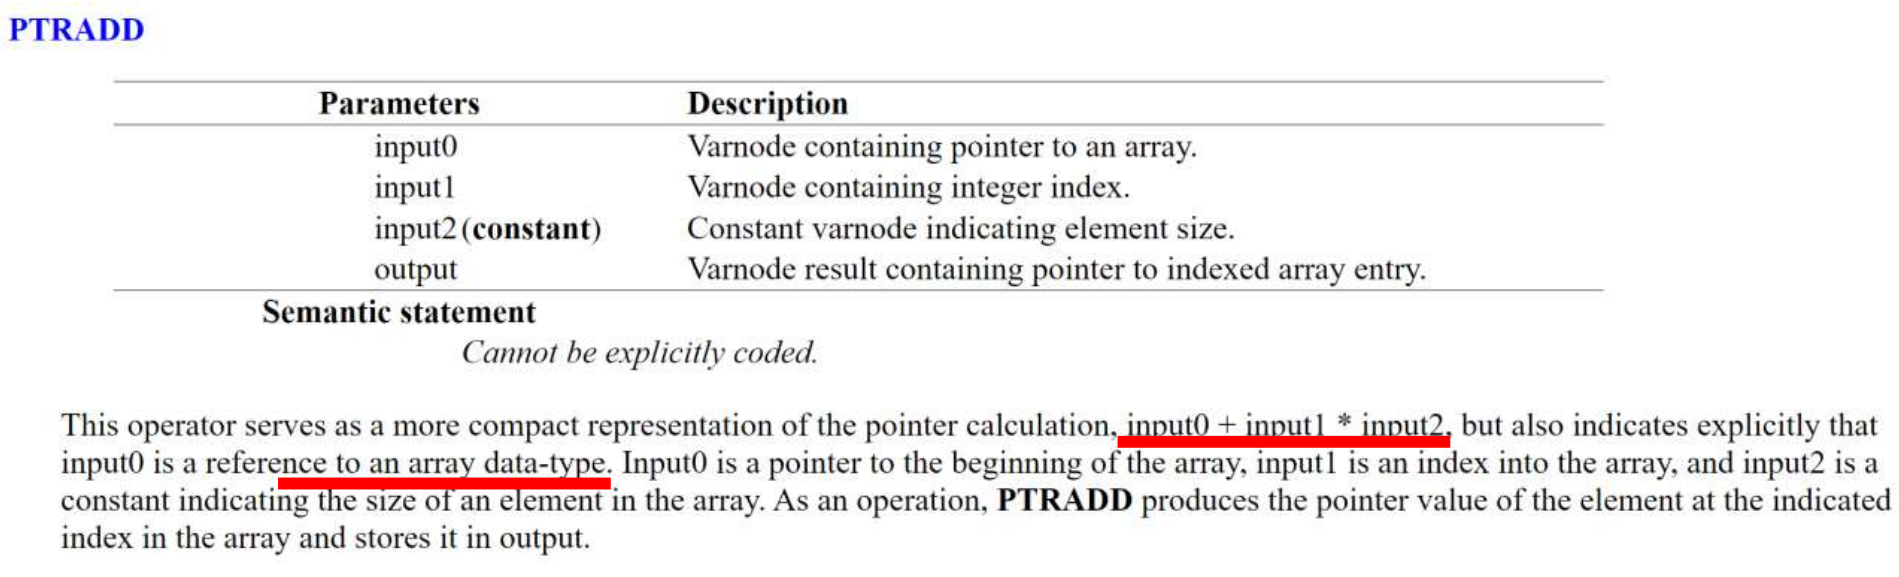 PTRADD
Parameters Description
input0 Varnode containing pointer to an array.
input1 Varnode containing integer index.
input2 (constant) Constant varnode indicating element size.
output Varnode result containing pointer to indexed array entry.
Semantic statement
Cannot be explicitly coded.
This operator serves as a more compact representation of the pointer calculation, input0 + input1 * input2, but also indicates explicitly that
input0 is a reference to an array data-type. Input0 is a pointer to the beginning of the array, input1 is an index into the array, and input2 is a
constant indicating the size of an element in the array. As an operation, PTRADD produces the pointer value of the element at the indicated
index in the array and stores it in output.